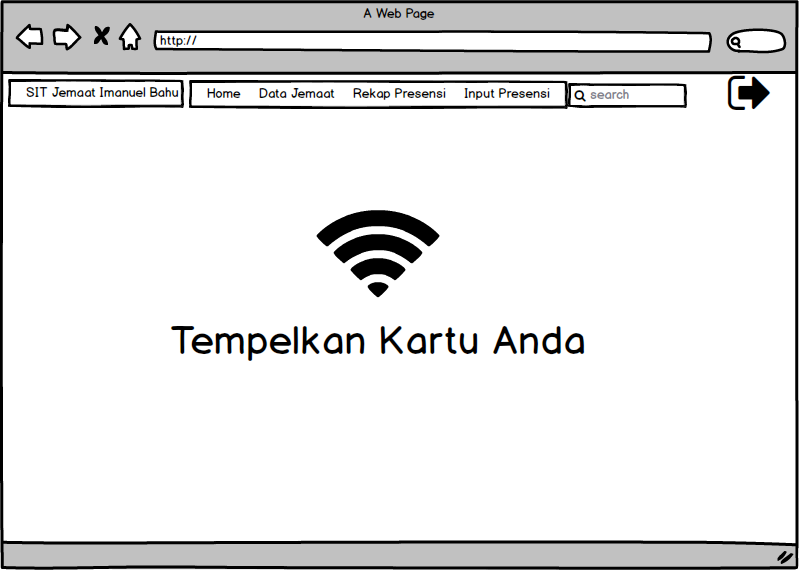 A Web Page
http://
SIT Jemaat Imanuel Bahu
Home Data Jemaat Rekap Presensi Input Presensi
search
Tempelkan Kartu Anda